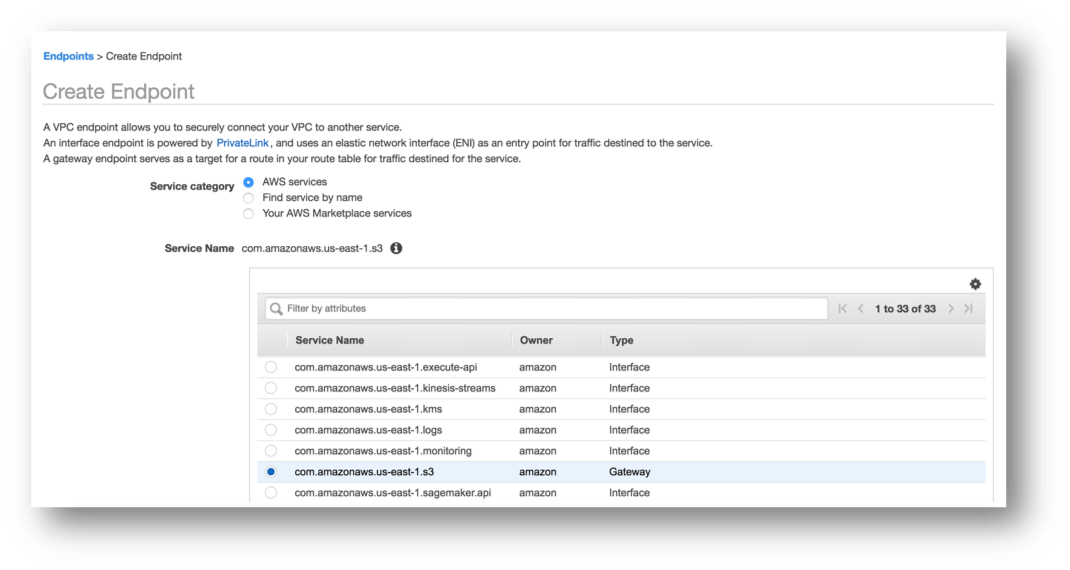 Endpoints > Create Endpoint
Create Endpoint
A VPC endpoint allows you to securely connect your VPC to another service.
An interface endpoint is powered by PrivateLink, and uses an elastic network interface (ENI) as an entry point for traffic destined to the service.
A gateway endpoint serves as a target for a route in your route table for traffic destined for the service.
Service category AWS services
Find service by name
Your AWS Marketplace services
Service Name com.amazonaws.us-east-1.s3
Filter by attributes 1 to 33 of 33
Service Name Owner Type
com.amazonaws.us-east-1.execute-api amazon Interface
com.amazonaws.us-east-1.kinesis-streams amazon Interface
com.amazonaws.us-east-1.kms amazon Interface
com.amazonaws.us-east-1.logs amazon Interface
com.amazonaws.us-east-1.monitoring amazon Interface
com.amazonaws.us-east-1.s3 amazon Gateway
com.amazonaws.us-east-1.sagemaker.api amazon Interface